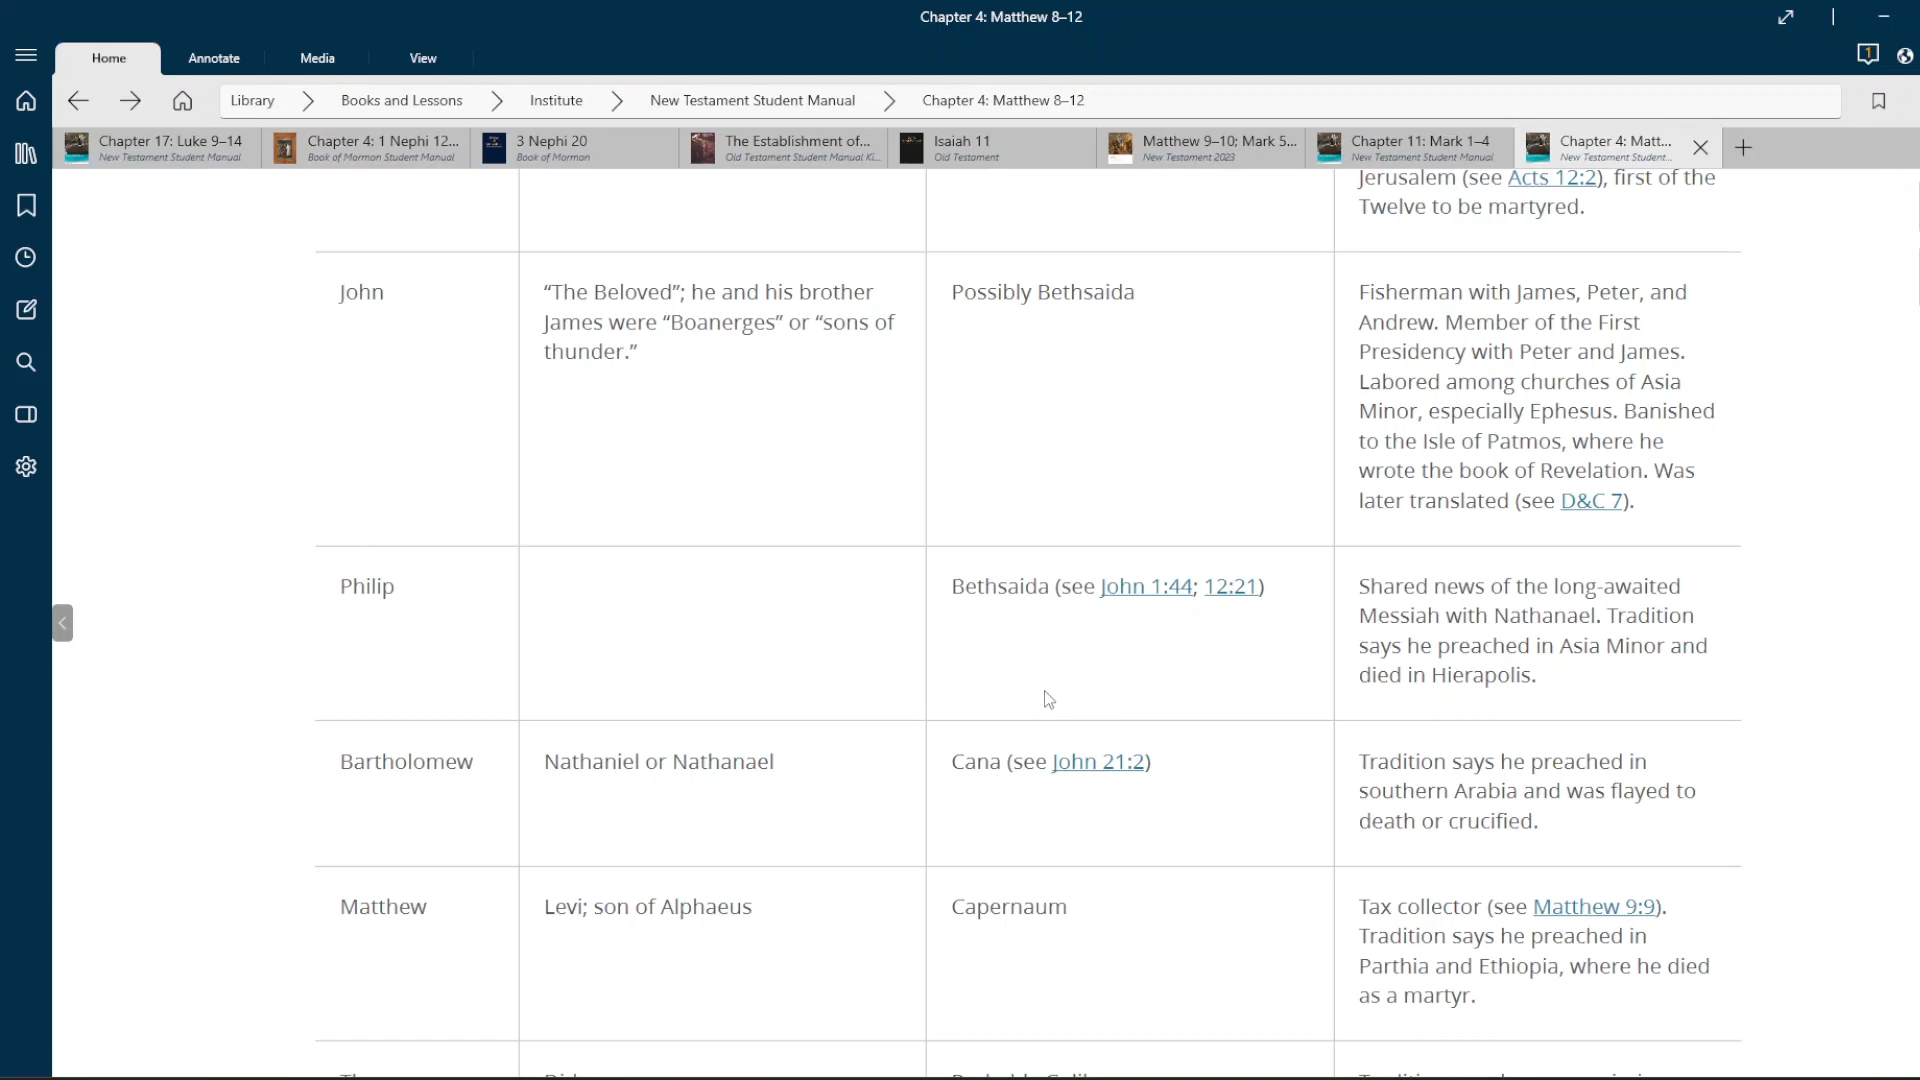 Chapter 4: Matthew 8–12
1
Home
Annotate
Media
View
Library
Books and Lessons
Institute
New Testament Student Manual
Chapter 4: Matthew 8–12
Chapter 17: Luke 9–14
New Testament Student Manual
Chapter 4: 1 Nephi 12...
Book of Mormon Student Manual
3 Nephi 20
Book of Mormon
The Establishment of...
Old Testament Student Manual Ki...
Isaiah 11
Old Testament
Matthew 9–10; Mark 5...
New Testament 2023
Chapter 11: Mark 1–4
New Testament Student Manual
Chapter 4: Matt...
New Testament Student...
Jerusalem (see Acts 12:2), first of the
Twelve to be martyred.
John
“The Beloved”; he and his brother
James were “Boanerges” or “sons of
thunder.”
Possibly Bethsaida
Fisherman with James, Peter, and
Andrew. Member of the First
Presidency with Peter and James.
Labored among churches of Asia
Minor, especially Ephesus. Banished
to the Isle of Patmos, where he
wrote the book of Revelation. Was
later translated (see D&C 7).
Philip
Bethsaida (see John 1:44; 12:21)
Shared news of the long-awaited
Messiah with Nathanael. Tradition
says he preached in Asia Minor and
died in Hierapolis.
Bartholomew
Nathaniel or Nathanael
Cana (see John 21:2)
Tradition says he preached in
southern Arabia and was flayed to
death or crucified.
Matthew
Levi; son of Alphaeus
Capernaum
Tax collector (see Matthew 9:9).
Tradition says he preached in
Parthia and Ethiopia, where he died
as a martyr.